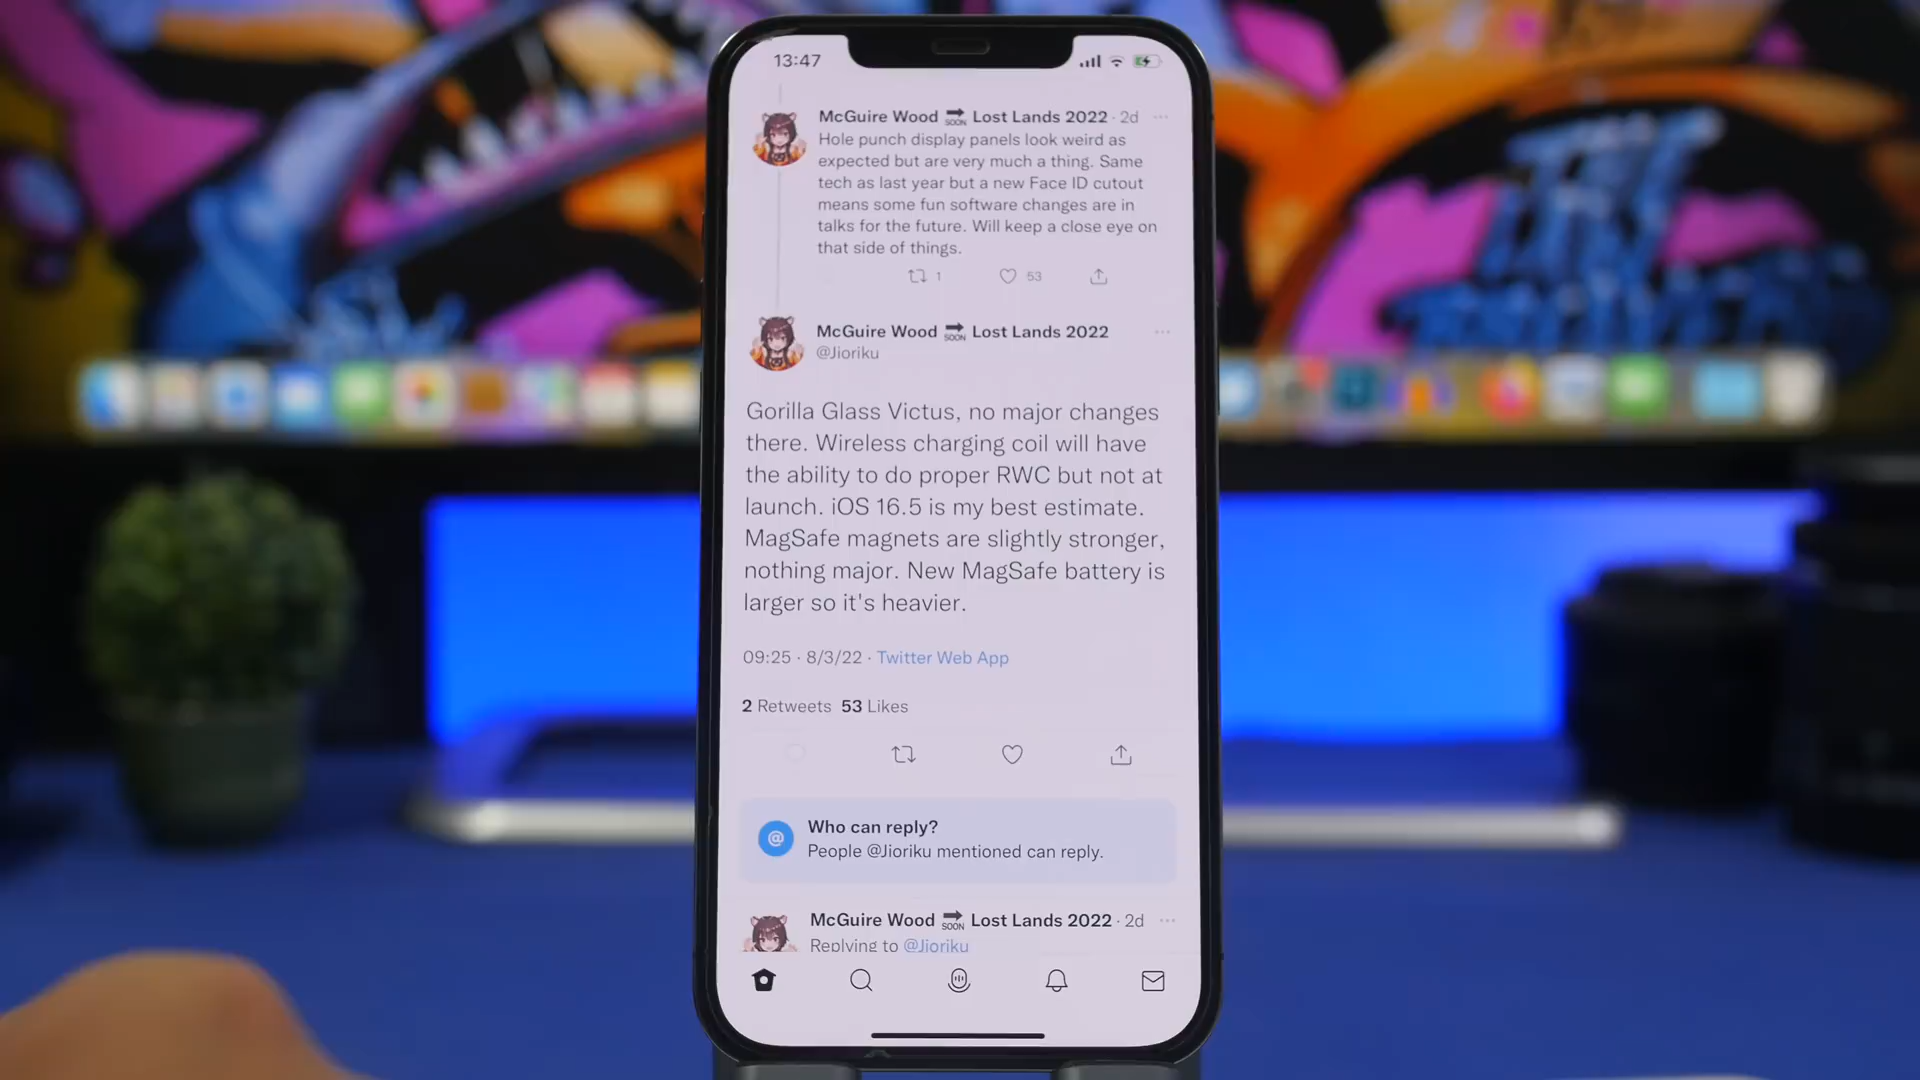 13:47
McGuire Wood SOON Lost Lands 2022 · 2d
Hole punch display panels look weird as
expected but are very much a thing. Same
tech as last year but a new Face ID cutout
means some fun software changes are in
talks for the future. Will keep a close eye on
that side of things.
1 53
McGuire Wood SOON Lost Lands 2022
@Jioriku
Gorilla Glass Victus, no major changes
there. Wireless charging coil will have
the ability to do proper RWC but not at
launch. iOS 16.5 is my best estimate.
MagSafe magnets are slightly stronger,
nothing major. New MagSafe battery is
larger so it's heavier.
09:25 · 8/3/22 · Twitter Web App
2 Retweets 53 Likes
@
Who can reply?
People @Jioriku mentioned can reply.
McGuire Wood SOON Lost Lands 2022 · 2d
Replying to @Jioriku